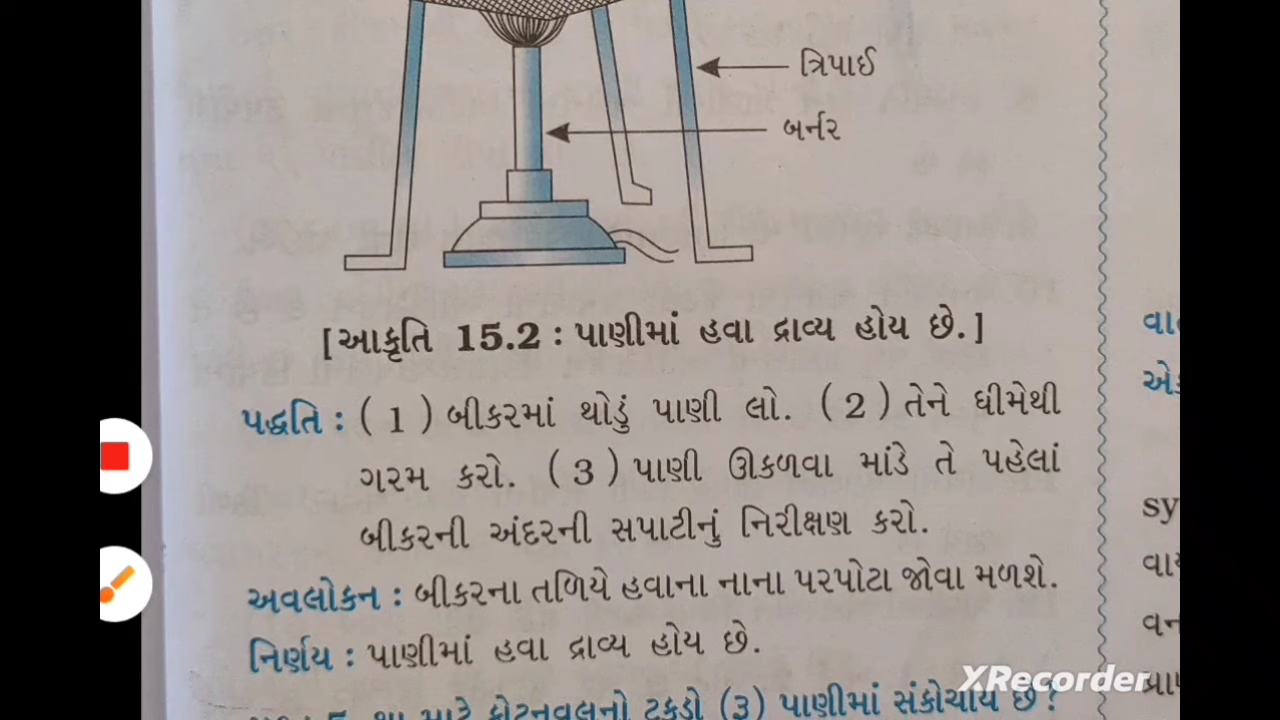 ત્રિપાઈ
બર્નર
[આકૃતિ 15.2 : પાણીમાં હવા દ્રાવ્ય હોય છે.]
પદ્ધતિ : ( 1 ) બીકરમાં થોડું પાણી લો. ( 2 ) તેને ધીમેથી
ગરમ કરો. ( 3 ) પાણી ઊકળવા માંડે તે પહેલાં
બીકરની અંદરની સપાટીનું નિરીક્ષણ કરો.
અવલોકન : બીકરના તળિયે હવાના નાના પરપોટા જોવા મળશે.
નિર્ણય : પાણીમાં હવા દ્રાવ્ય હોય છે.
પાણીમાં સંકોચાય છે?
sy
XRecorder